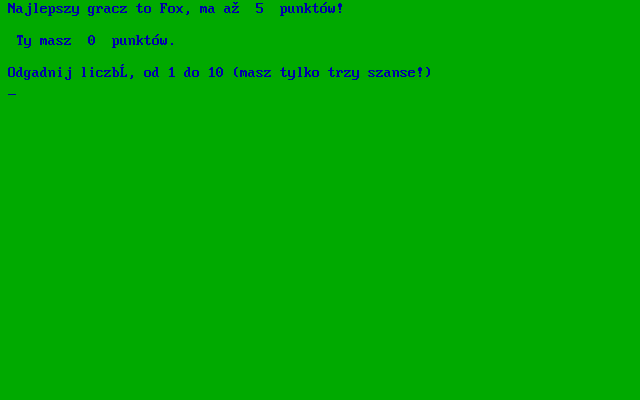 Najlepszy gracz to Fox, ma aż 5 punktów!
Ty masz 0 punktów.
Odgadnij liczbĹ, od 1 do 10 (masz tylko trzy szanse!)
_